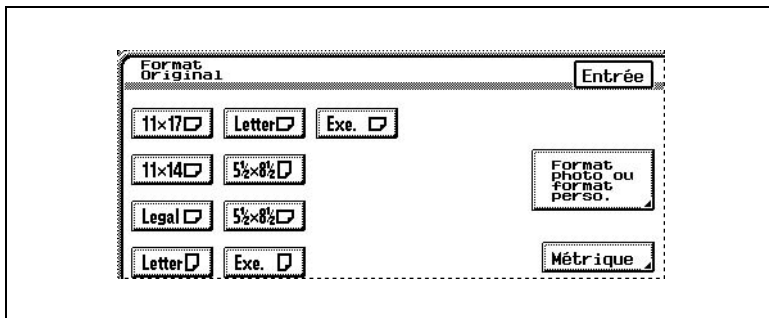 Format
Original
Entrée
11×17 Letter Exe.
11×14 5½×8½
Format
photo ou
format
perso.
Legal 5½×8½
Letter Exe.
Métrique